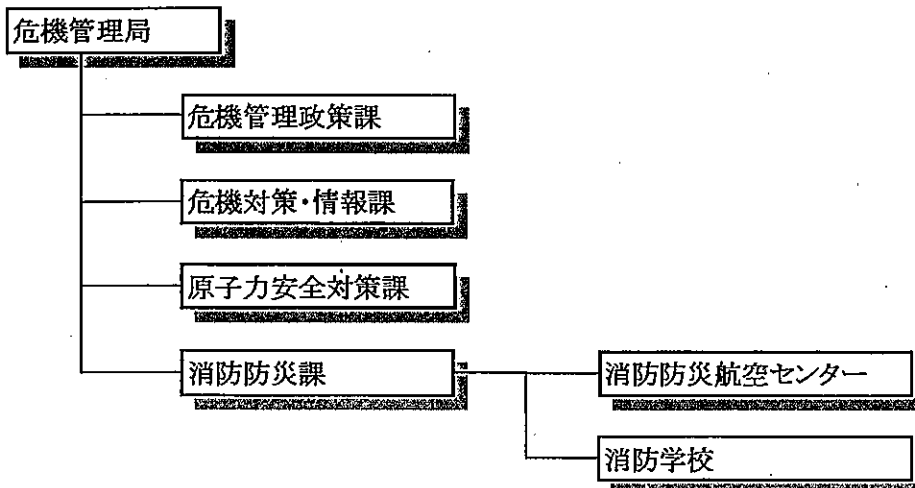 危機管理局
危機管理政策課
危機対策・情報課
原子力安全対策課
消防防災課
消防防災航空センター
消防学校